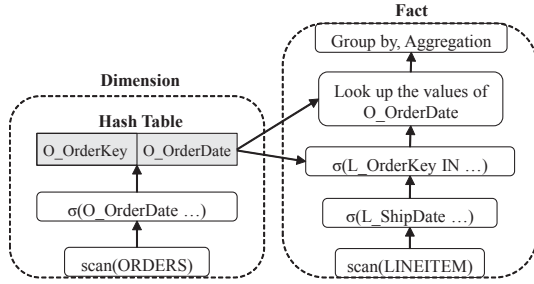 Dimension
Hash Table
O_OrderKey O_OrderDate
σ(O_OrderDate ...)
scan(ORDERS)
Fact
Group by, Aggregation
Look up the values of
O_OrderDate
σ(L_OrderKey IN ...)
σ(L_ShipDate ...)
scan(LINEITEM)